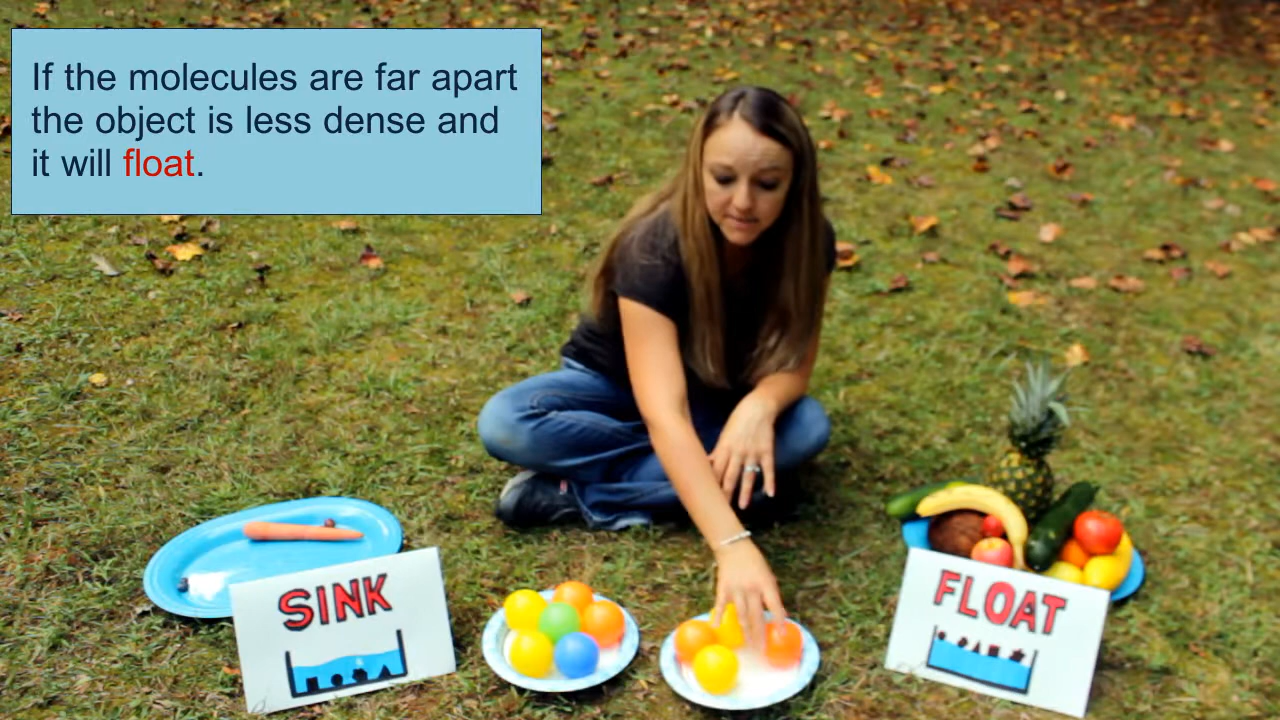 If the molecules are far apart
the object is less dense and
it will float.
SINK
FLOAT